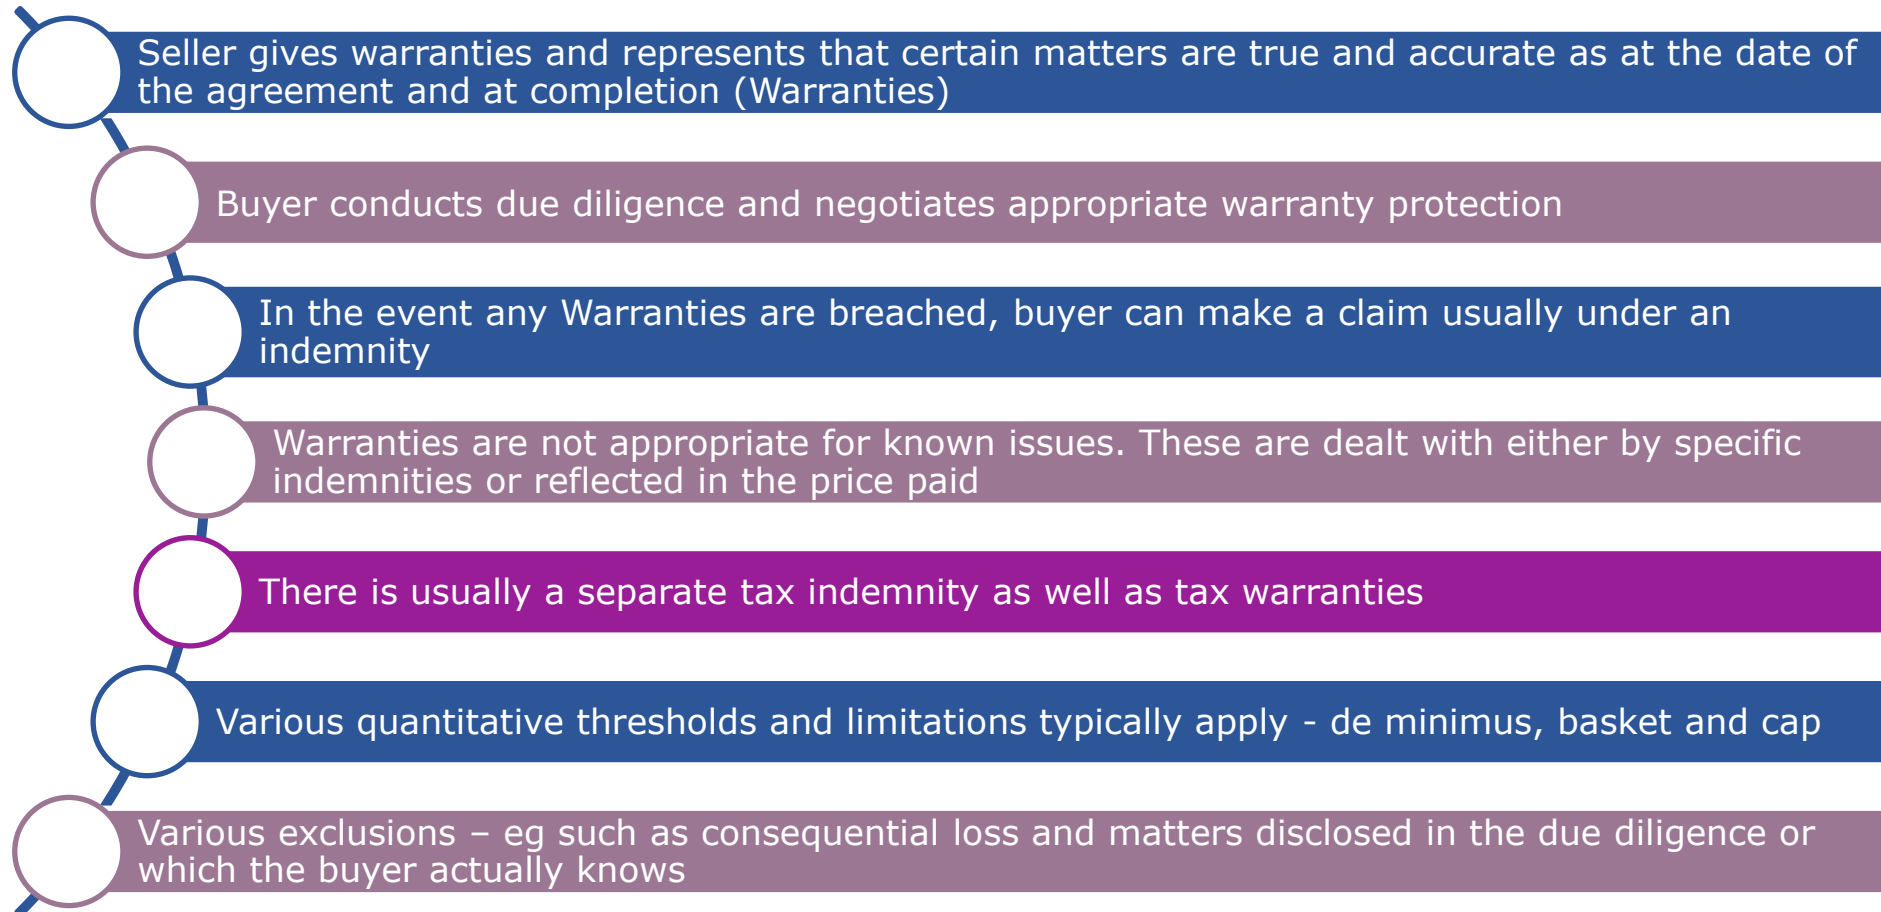 Seller gives warranties and represents that certain matters are true and accurate as at the date of
the agreement and at completion (Warranties)
Buyer conducts due diligence and negotiates appropriate warranty protection
In the event any Warranties are breached, buyer can make a claim usually under an
indemnity
Warranties are not appropriate for known issues. These are dealt with either by specific
indemnities or reflected in the price paid
There is usually a separate tax indemnity as well as tax warranties
Various quantitative thresholds and limitations typically apply - de minimus, basket and cap
Various exclusions – eg such as consequential loss and matters disclosed in the due diligence or
which the buyer actually knows